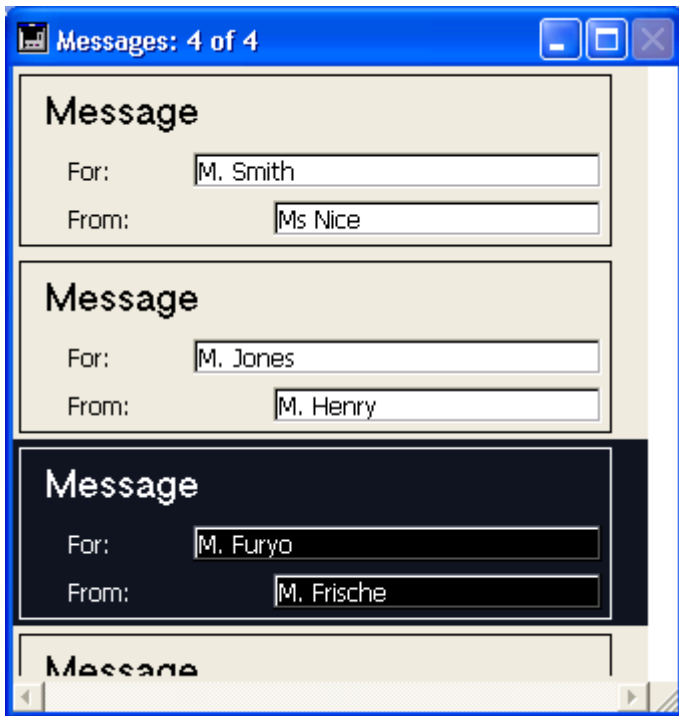 Messages: 4 of 4
Message
For: M. Smith
From: Ms Nice
Message
For: M. Jones
From: M. Henry
Message
For: M. Furyo
From: M. Frische
Message